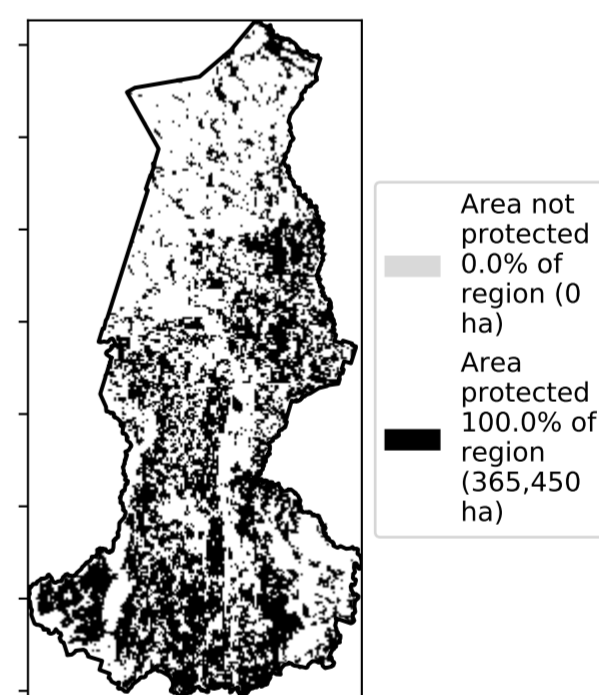 Area not
protected
0.0% of
region (0
ha)
Area
protected
100.0% of
region
(365,450
ha)